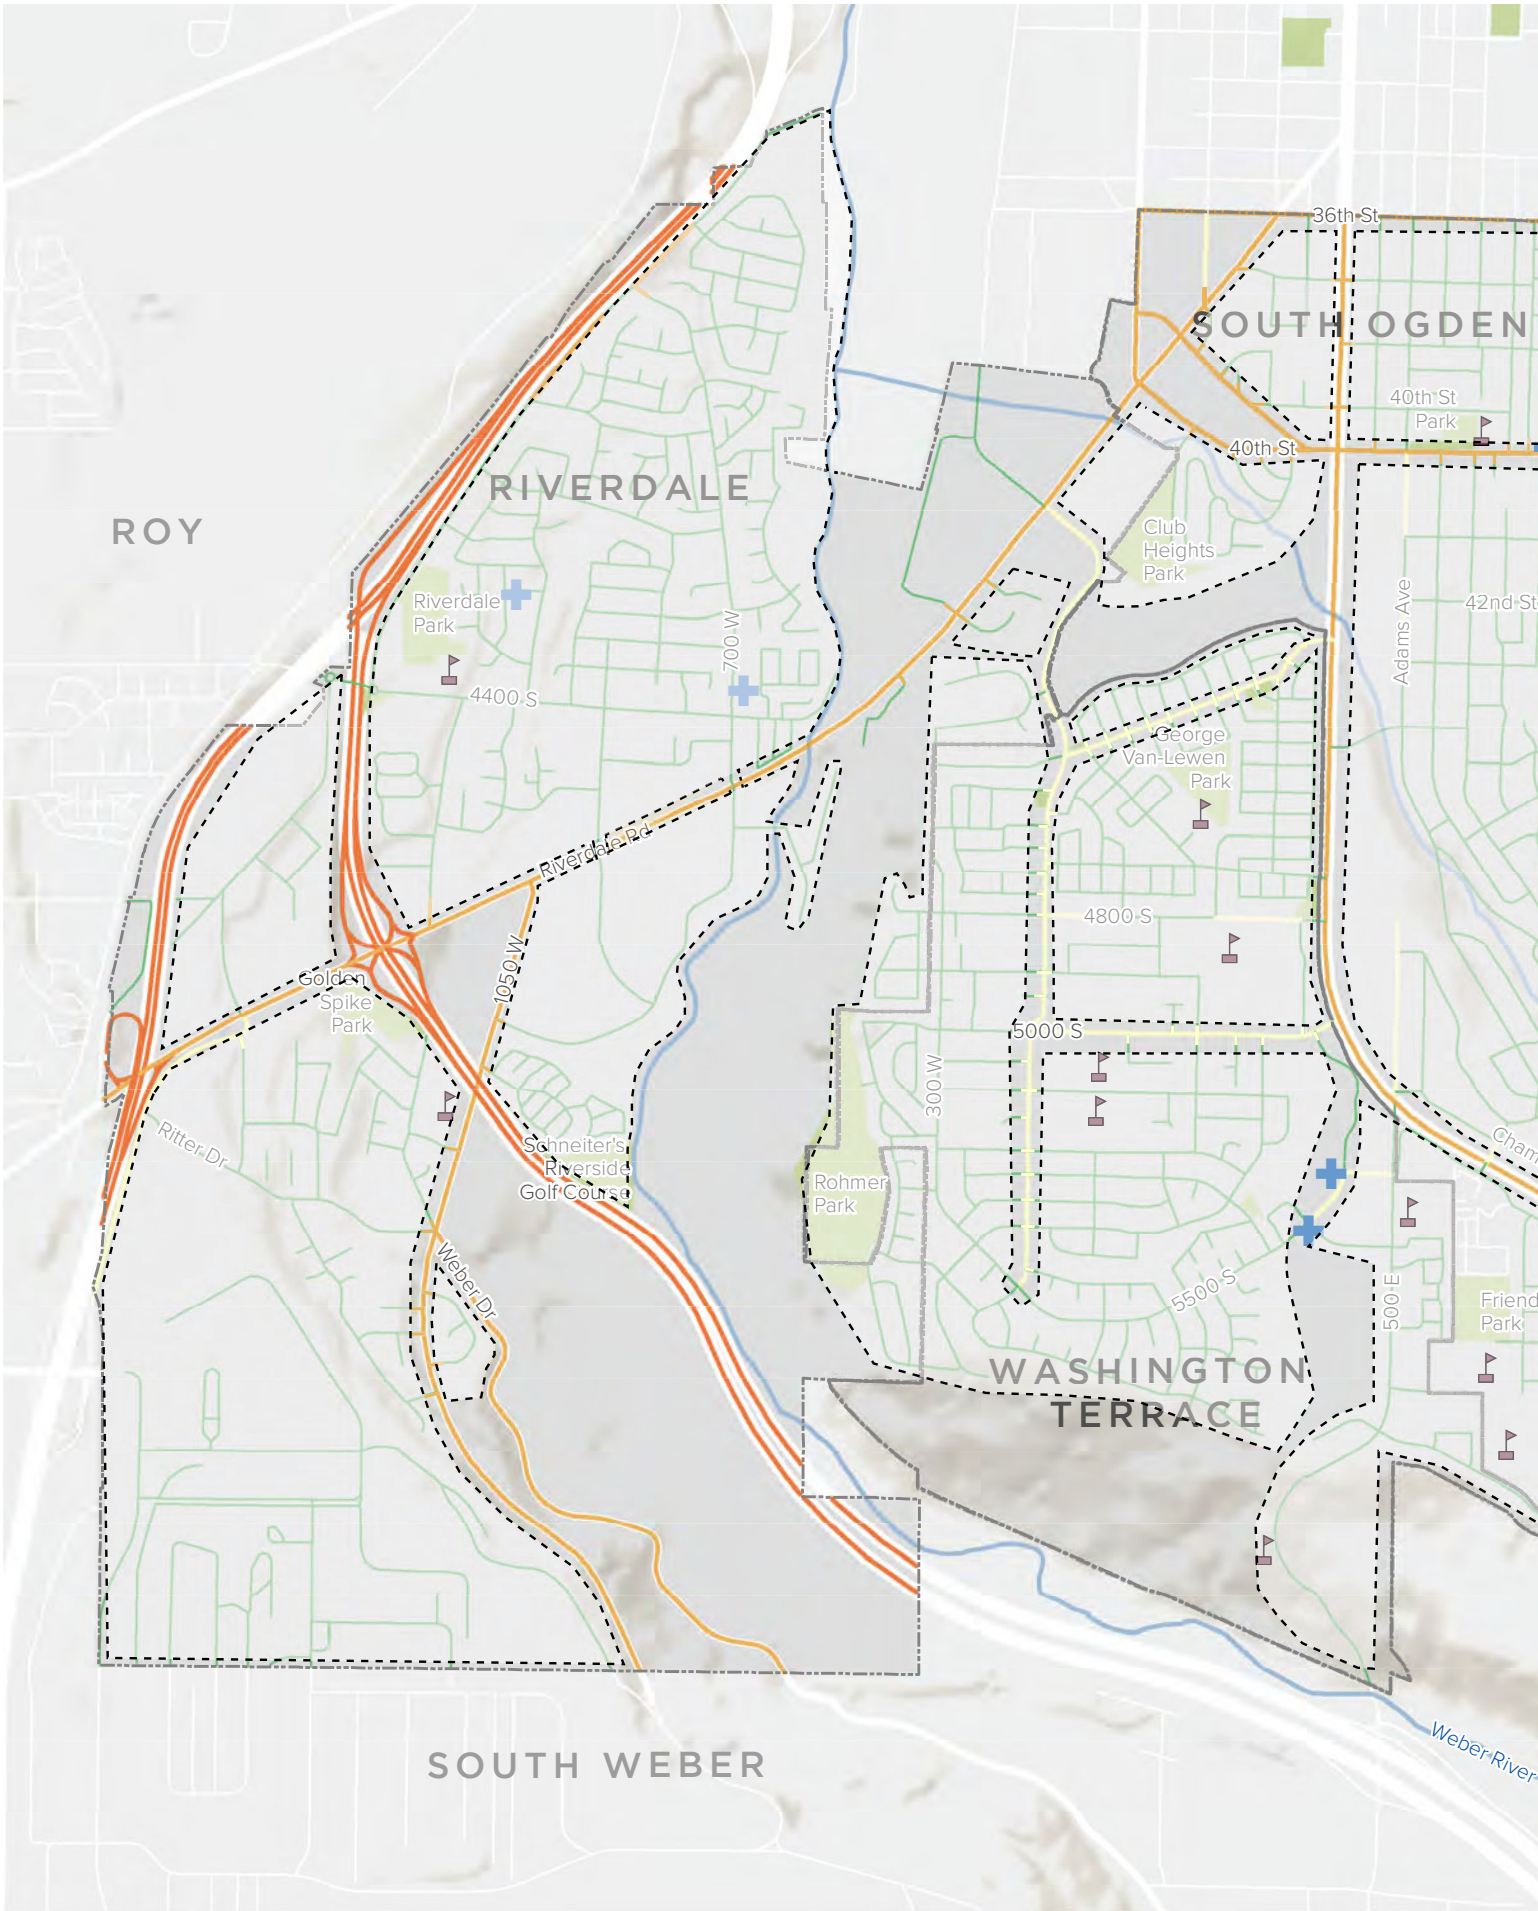 36th St
SOUTH OGDEN
40th St
Park
40th St
RIVERDALE
ROY
Club
Heights
Park
Riverdale
Park
42nd St
Adams Ave
700 W
4400 S
George
Van-Lewen
Park
Riverdale Rd
4800 S
1050 W
Golden
Spike
Park
5000 S
300 W
Ritter Dr
Schneiter's
Riverside
Golf Course
Cham
Rohmer
Park
Weber Dr
5500 S
500 E
Friend
Park
WASHINGTON
TERRACE
SOUTH WEBER
Weber River